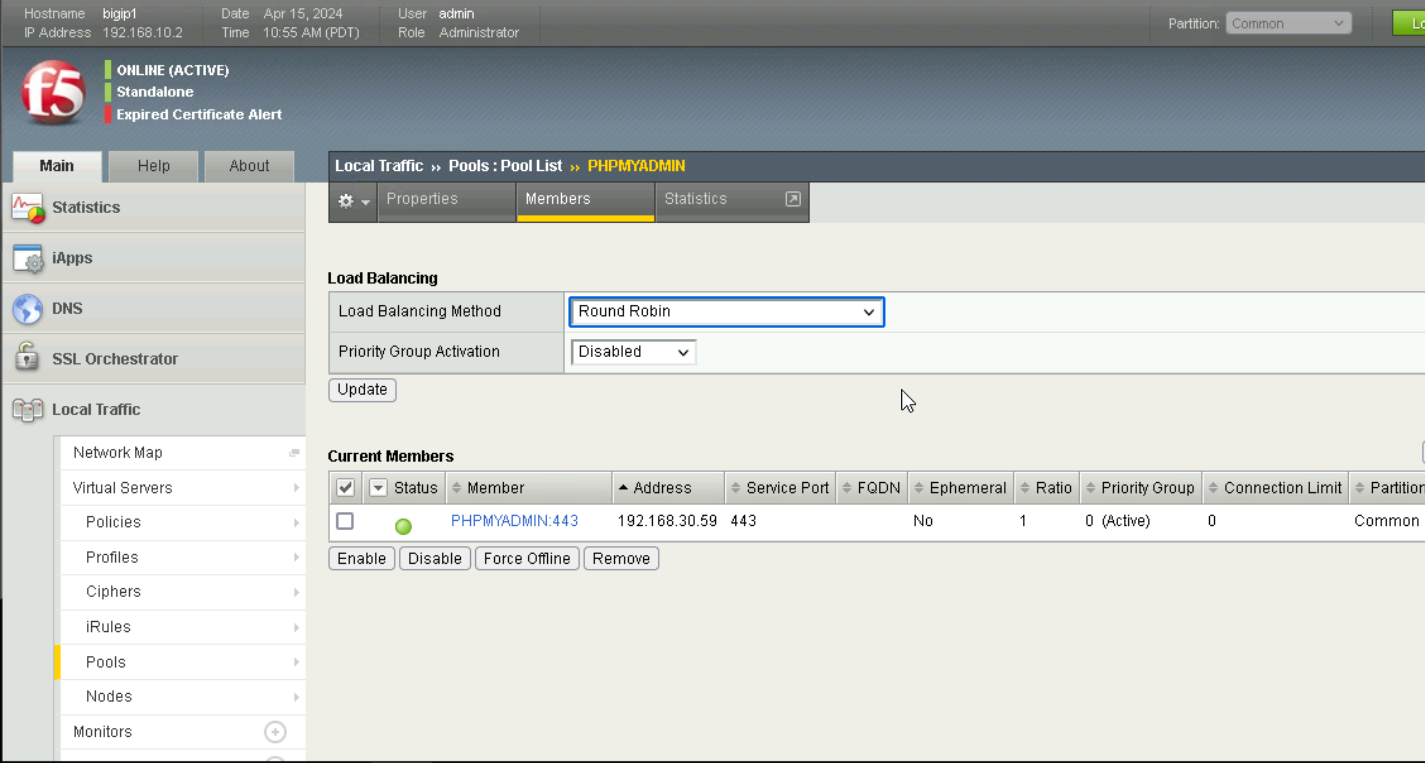 Hostname bigip1 Date Apr 15, 2024 User admin
IP Address 192.168.10.2 Time 10:55 AM (PDT) Role Administrator
Partition: Common
f5
ONLINE (ACTIVE)
Standalone
Expired Certificate Alert
Main Help About
Local Traffic ›› Pools : Pool List ›› PHPMYADMIN
Properties Members Statistics
Statistics
iApps
DNS
SSL Orchestrator
Local Traffic
Network Map
Virtual Servers
Policies
Profiles
Ciphers
iRules
Pools
Nodes
Monitors
Load Balancing
Load Balancing Method Round Robin
Priority Group Activation Disabled
Update
Current Members
Status Member Address Service Port FQDN Ephemeral Ratio Priority Group Connection Limit Partition
PHPMYADMIN:443 192.168.30.59 443 No 1 0 (Active) 0 Common
Enable Disable Force Offline Remove